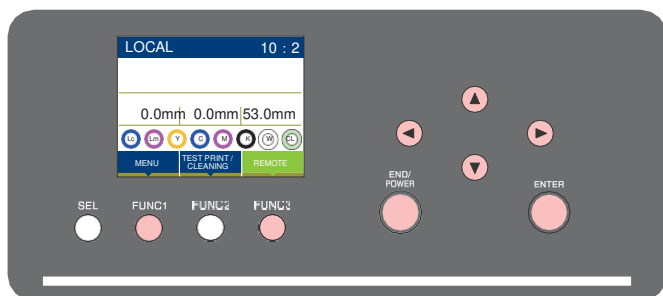 LOCAL 10 : 2
0.0mm 0.0mm 53.0mm
Lc Lm Y C M K W CL
MENU TEST PRINT / CLEANING REMOTE
END/
POWER
ENTER
SEL FUNC1 FUNC2 FUNC3